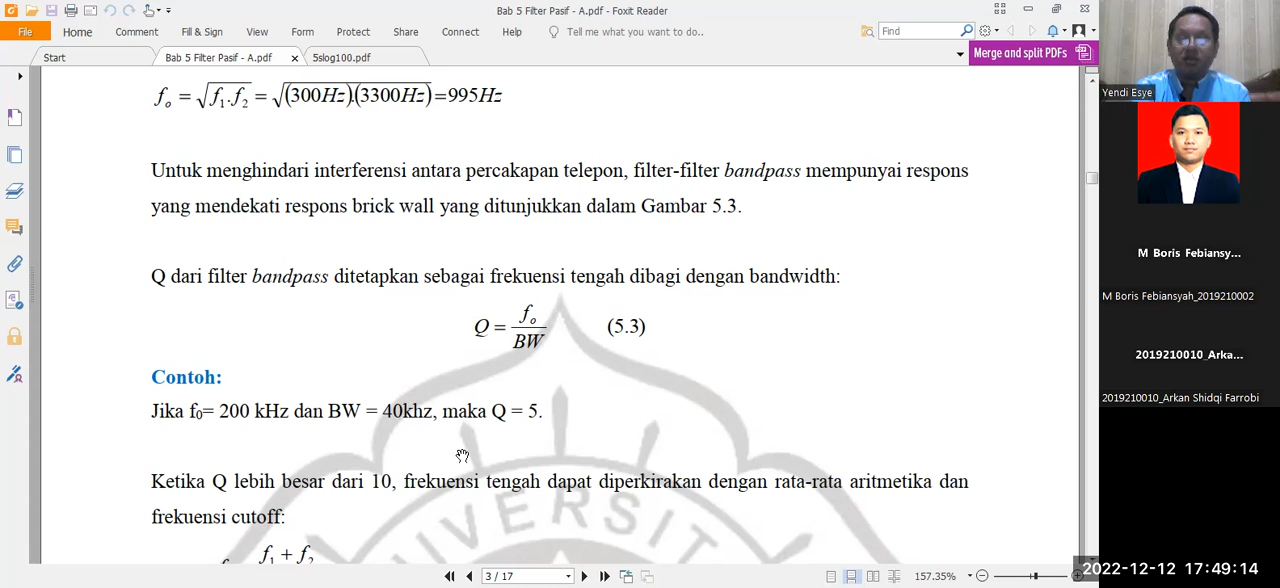 Bab 5 Filter Pasif - A.pdf - Foxit Reader
File Home Comment Fill & Sign View Form Protect Share Connect Help Tell me what you want to do.. Find
Start Bab 5 Filter Pasif - A.pdf 5slog100.pdf Merge and split PDFs
fo = √f1.f2 = √(300Hz).(3300Hz) = 995Hz
Untuk menghindari interferensi antara percakapan telepon, filter-filter bandpass mempunyai respons
yang mendekati respons brick wall yang ditunjukkan dalam Gambar 5.3.
Q dari filter bandpass ditetapkan sebagai frekuensi tengah dibagi dengan bandwidth:
Q = fo / BW (5.3)
Contoh:
Jika f0= 200 kHz dan BW = 40khz, maka Q = 5.
Ketika Q lebih besar dari 10, frekuensi tengah dapat diperkirakan dengan rata-rata aritmetika dan
frekuensi cutoff:
f1 + f2
UNIVERSITY
3 / 17
157.35%
Yendi Esye
M Boris Febiansy...
M Boris Febiansyah_2019210002
2019210010_Arka...
2019210010_Arkan Shidqi Farrobi
2022-12-12 17:49:14